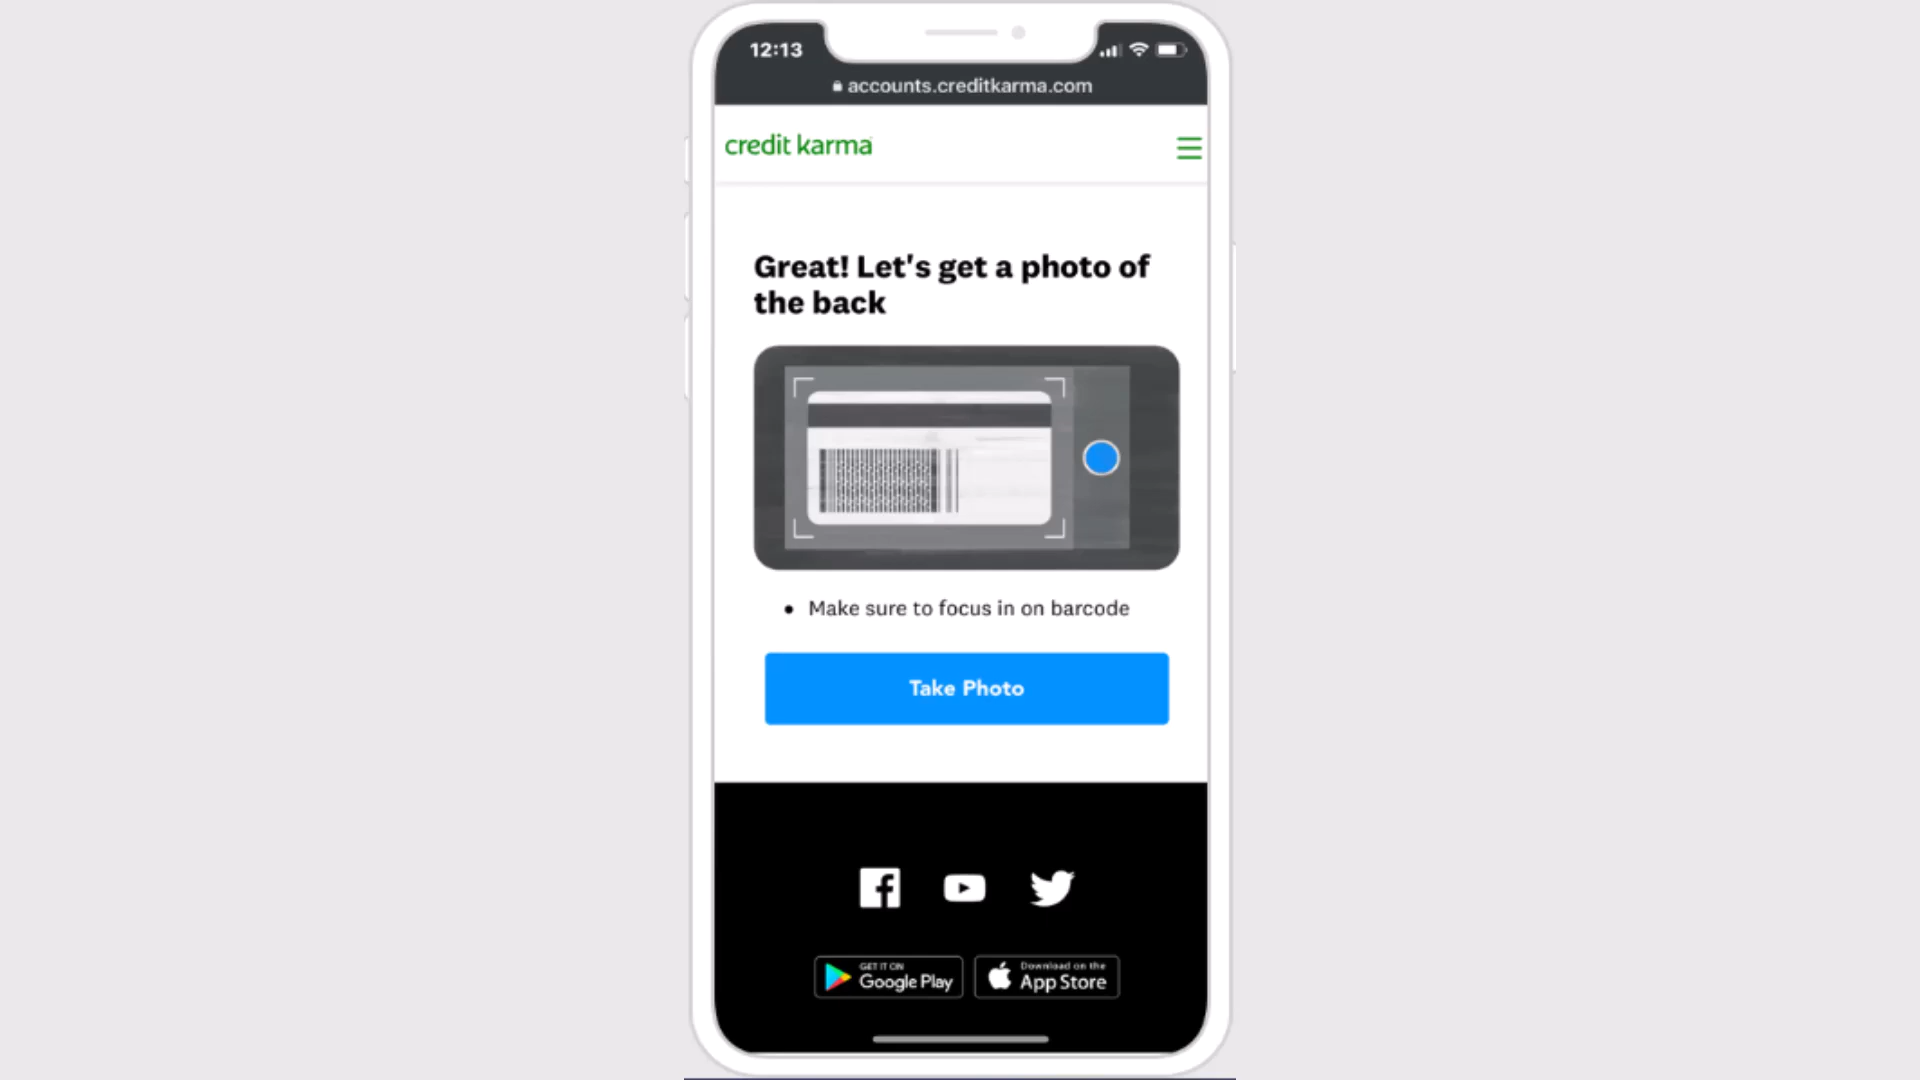 12:13
accounts.creditkarma.com
credit karma
Great! Let's get a photo of
the back
• Make sure to focus in on barcode
Take Photo
GET IT ON
Google Play
Download on the
App Store